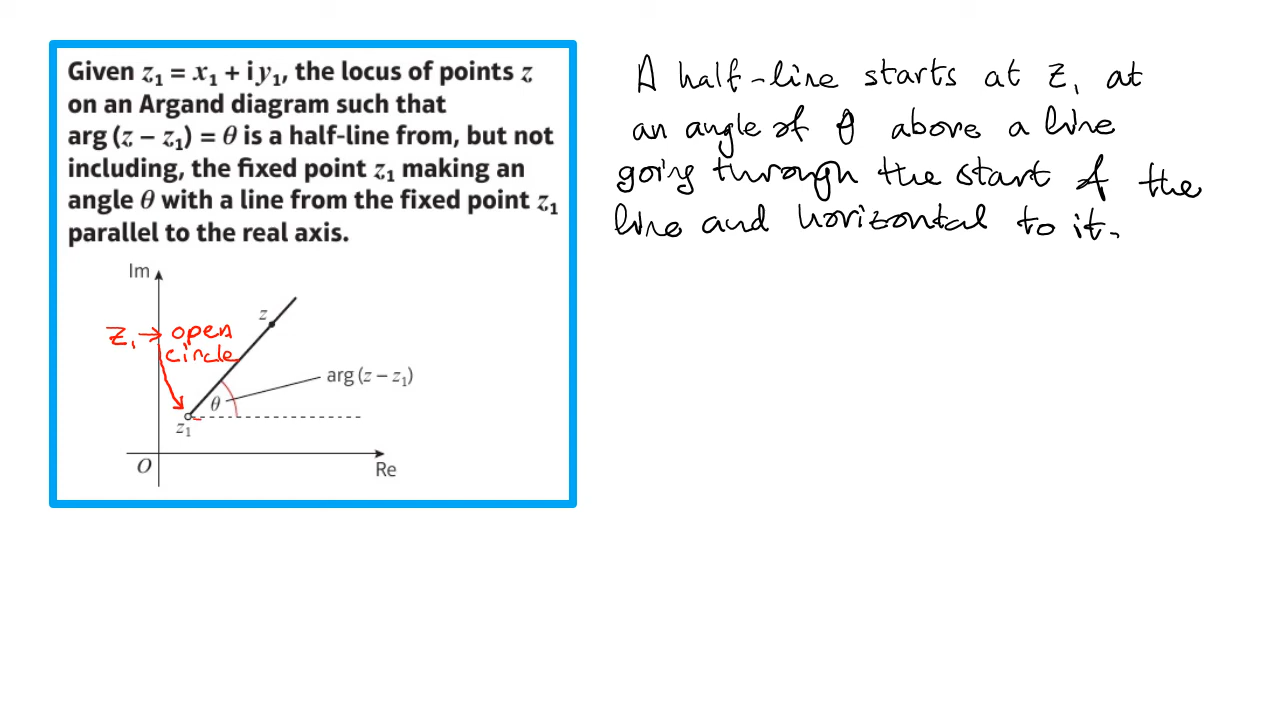 Given z₁ = x₁ + i y₁, the locus of points z
on an Argand diagram such that
arg (z − z₁) = θ is a half-line from, but not
including, the fixed point z₁ making an
angle θ with a line from the fixed point z₁
parallel to the real axis.
Im
z
z₁ → open
circle
arg (z − z₁)
θ
z₁
O
Re
A half-line starts at z₁ at
an angle of θ above a line
going through the start of the
line and horizontal to it.